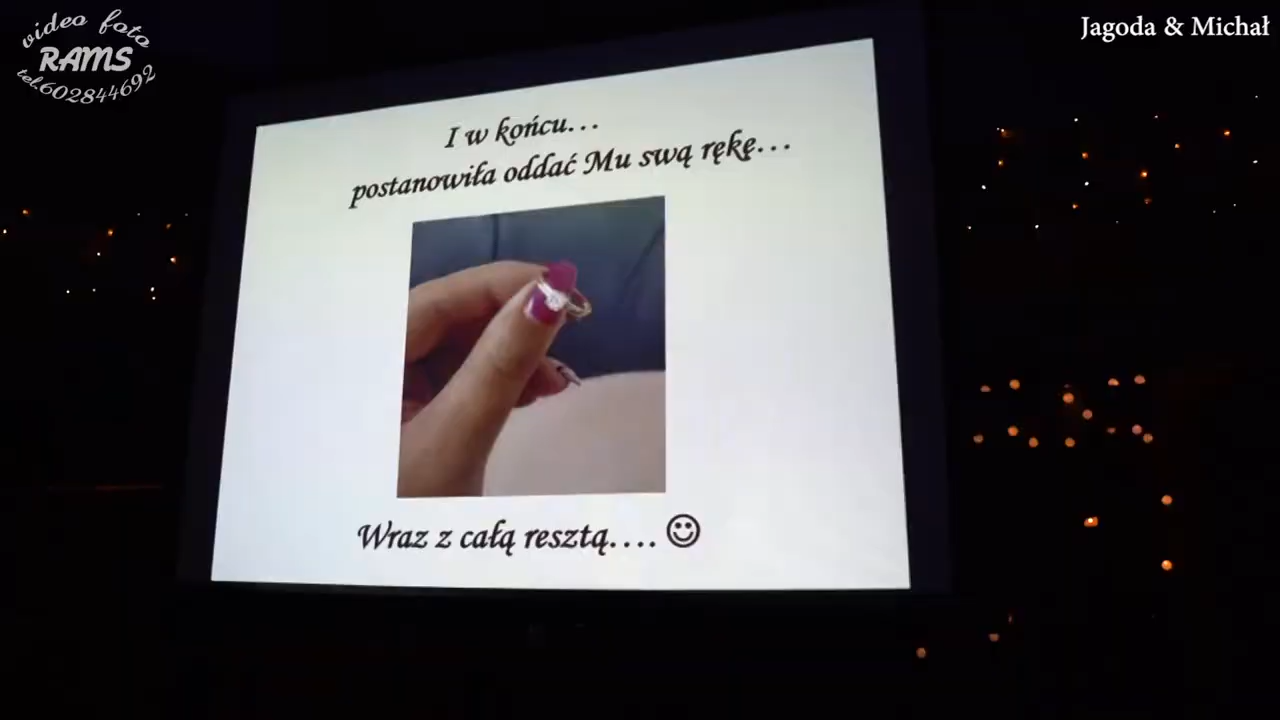 video foto
RAMS
tel.602844692
Jagoda & Michał
I w końcu...
postanowiła oddać Mu swą rękę...
Wraz z całą resztą.... ☺